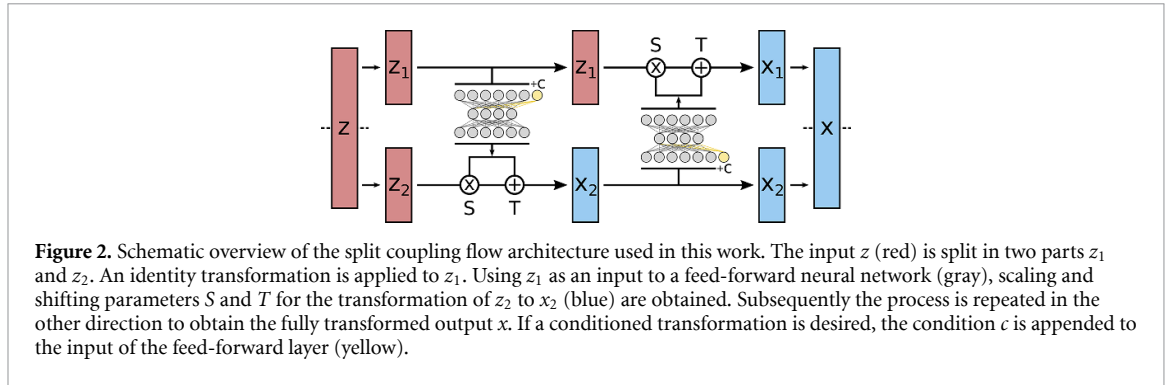 S T
z₁ z₁ x₁
+C
z x
+C
z₂ x₂ x₂
S T
Figure 2. Schematic overview of the split coupling flow architecture used in this work. The input z (red) is split in two parts z₁
and z₂. An identity transformation is applied to z₁. Using z₁ as an input to a feed-forward neural network (gray), scaling and
shifting parameters S and T for the transformation of z₂ to x₂ (blue) are obtained. Subsequently the process is repeated in the
other direction to obtain the fully transformed output x. If a conditioned transformation is desired, the condition c is appended to
the input of the feed-forward layer (yellow).